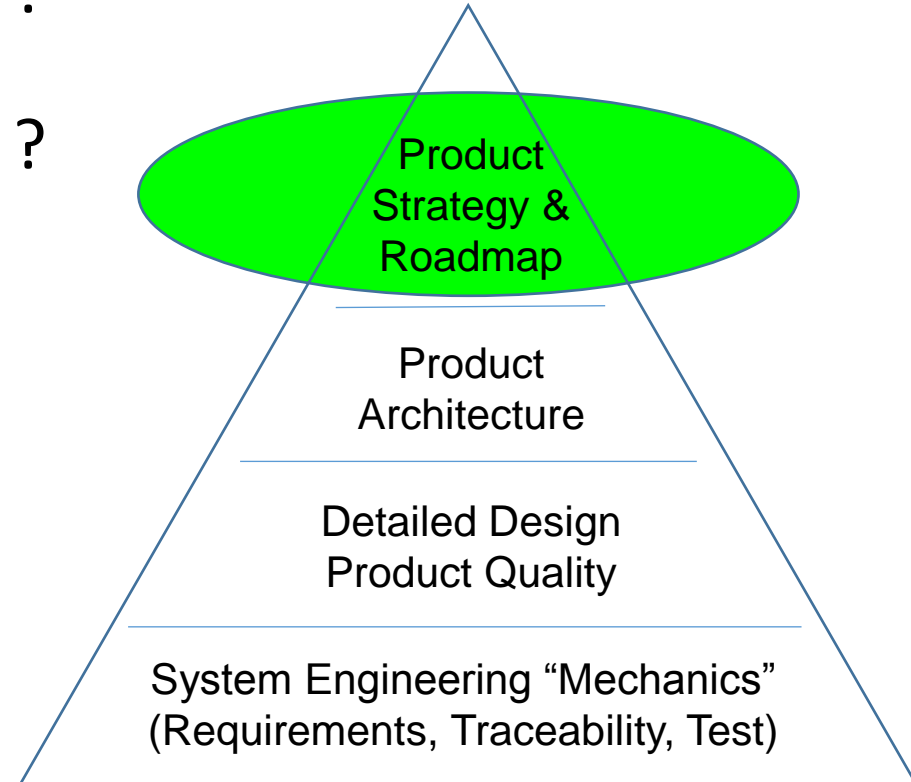 ?
Product
Strategy &
Roadmap
Product
Architecture
Detailed Design
Product Quality
System Engineering “Mechanics”
(Requirements, Traceability, Test)